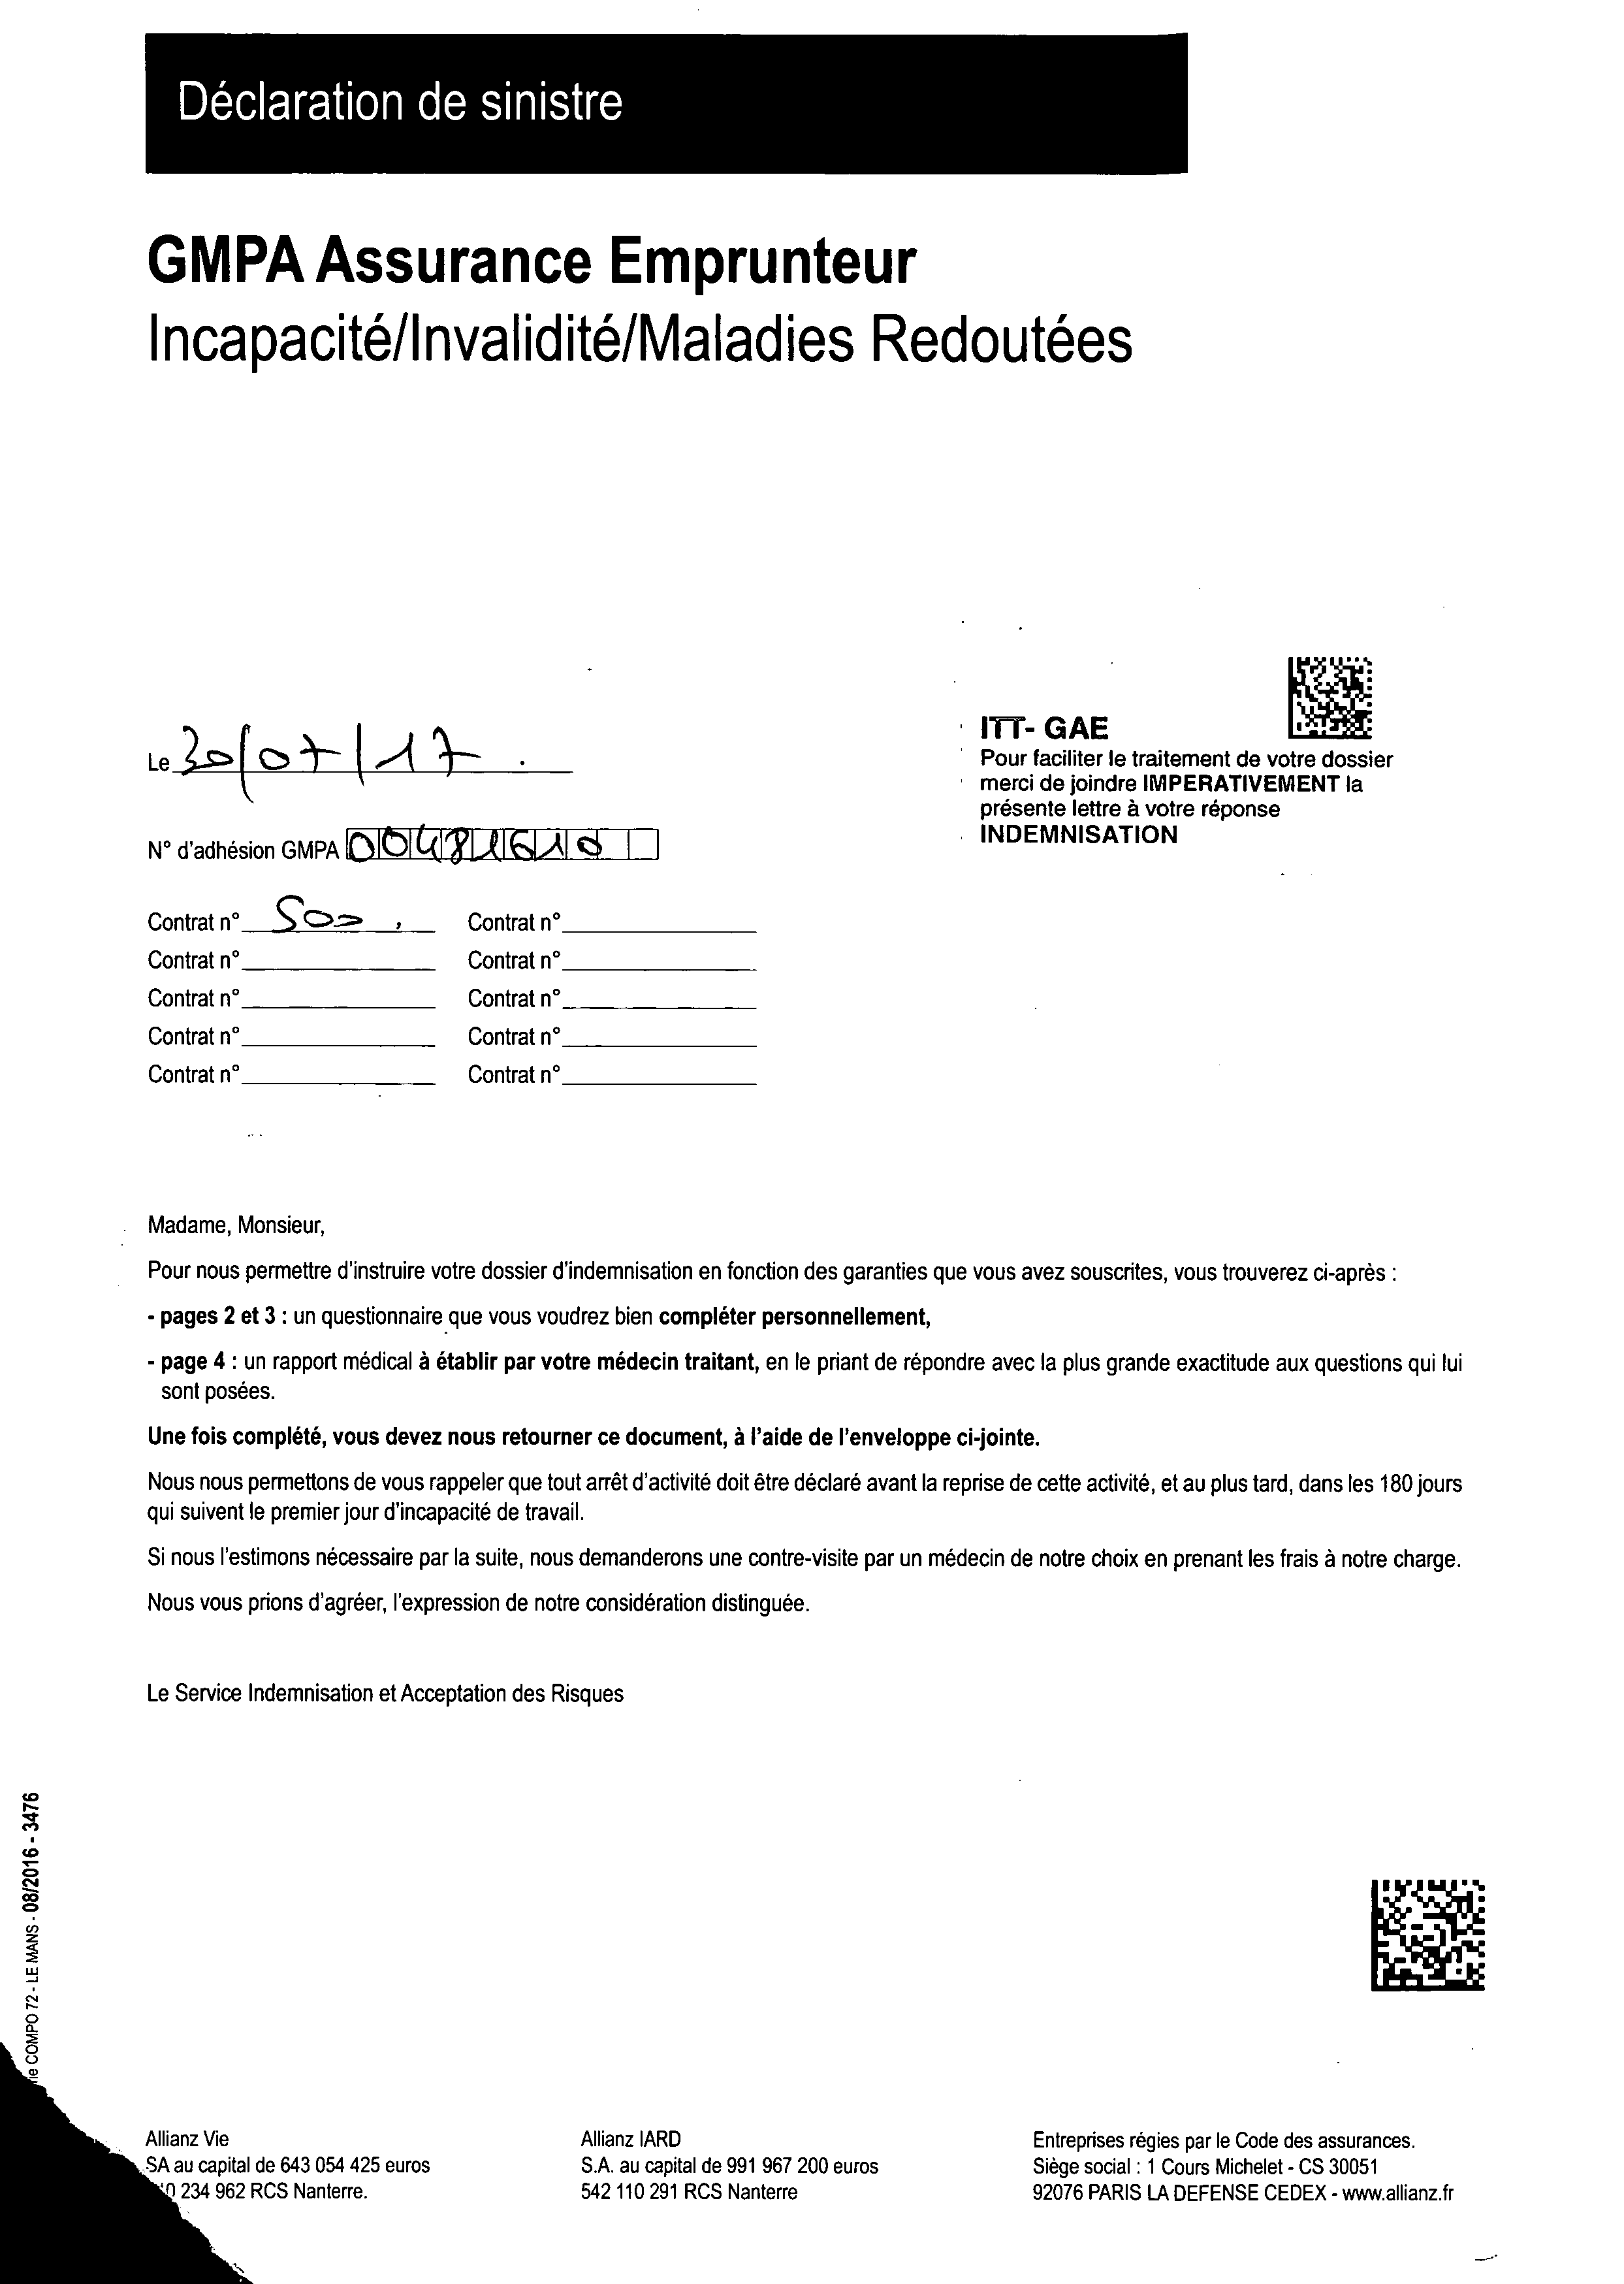 Déclaration de sinistre
GMPA Assurance Emprunteur
Incapacité/Invalidité/Maladies Redoutées
Le 30/07/17.
ITT- GAE
Pour faciliter le traitement de votre dossier
merci de joindre IMPERATIVEMENT la
présente lettre à votre réponse
INDEMNISATION
N° d'adhésion GMPA 00481610
Contrat n° 500. Contrat n°
Contrat n° Contrat n°
Contrat n° Contrat n°
Contrat n° Contrat n°
Contrat n° Contrat n°
Madame, Monsieur,
Pour nous permettre d'instruire votre dossier d'indemnisation en fonction des garanties que vous avez souscrites, vous trouverez ci-après :
- pages 2 et 3 : un questionnaire que vous voudrez bien compléter personnellement,
- page 4 : un rapport médical à établir par votre médecin traitant, en le priant de répondre avec la plus grande exactitude aux questions qui lui
sont posées.
Une fois complété, vous devez nous retourner ce document, à l'aide de l'enveloppe ci-jointe.
Nous nous permettons de vous rappeler que tout arrêt d'activité doit être déclaré avant la reprise de cette activité, et au plus tard, dans les 180 jours
qui suivent le premier jour d'incapacité de travail.
Si nous l'estimons nécessaire par la suite, nous demanderons une contre-visite par un médecin de notre choix en prenant les frais à notre charge.
Nous vous prions d'agréer, l'expression de notre considération distinguée.
Le Service Indemnisation et Acceptation des Risques
COMPO 72 - LE MANS - 08/2016 - 3476
Allianz Vie
SA au capital de 643 054 425 euros
234 962 RCS Nanterre.
Allianz IARD
S.A. au capital de 991 967 200 euros
542 110 291 RCS Nanterre
Entreprises régies par le Code des assurances.
Siège social : 1 Cours Michelet - CS 30051
92076 PARIS LA DEFENSE CEDEX - www.allianz.fr